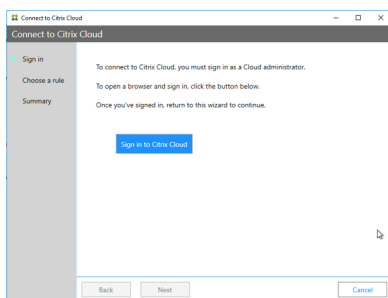 Connect to Citrix Cloud
Connect to Citrix Cloud
Sign in
Choose a rule
Summary
To connect to Citrix Cloud, you must sign in as a Cloud administrator.
To open a browser and sign in, click the button below.
Once you've signed in, return to this wizard to continue.
Sign in to Citrix Cloud
Back Next Cancel